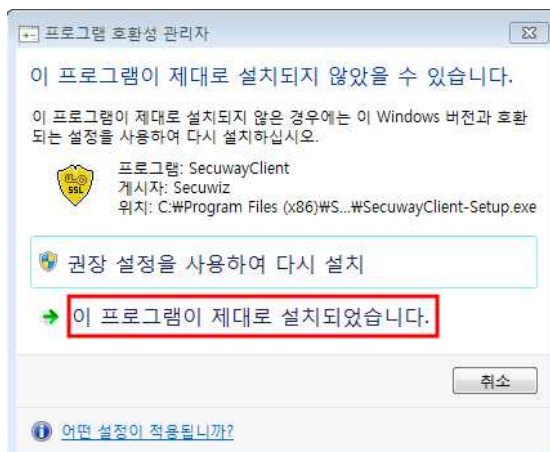 프로그램 호환성 관리자
이 프로그램이 제대로 설치되지 않았을 수 있습니다.
이 프로그램이 제대로 설치되지 않은 경우에는 이 Windows 버전과 호환
되는 설정을 사용하여 다시 설치하십시오.
프로그램: SecuwayClient
게시자: Secuwiz
위치: C:₩Program Files (x86)₩S...₩SecuwayClient-Setup.exe
SSL
권장 설정을 사용하여 다시 설치
이 프로그램이 제대로 설치되었습니다.
취소
어떤 설정이 적용됩니까?